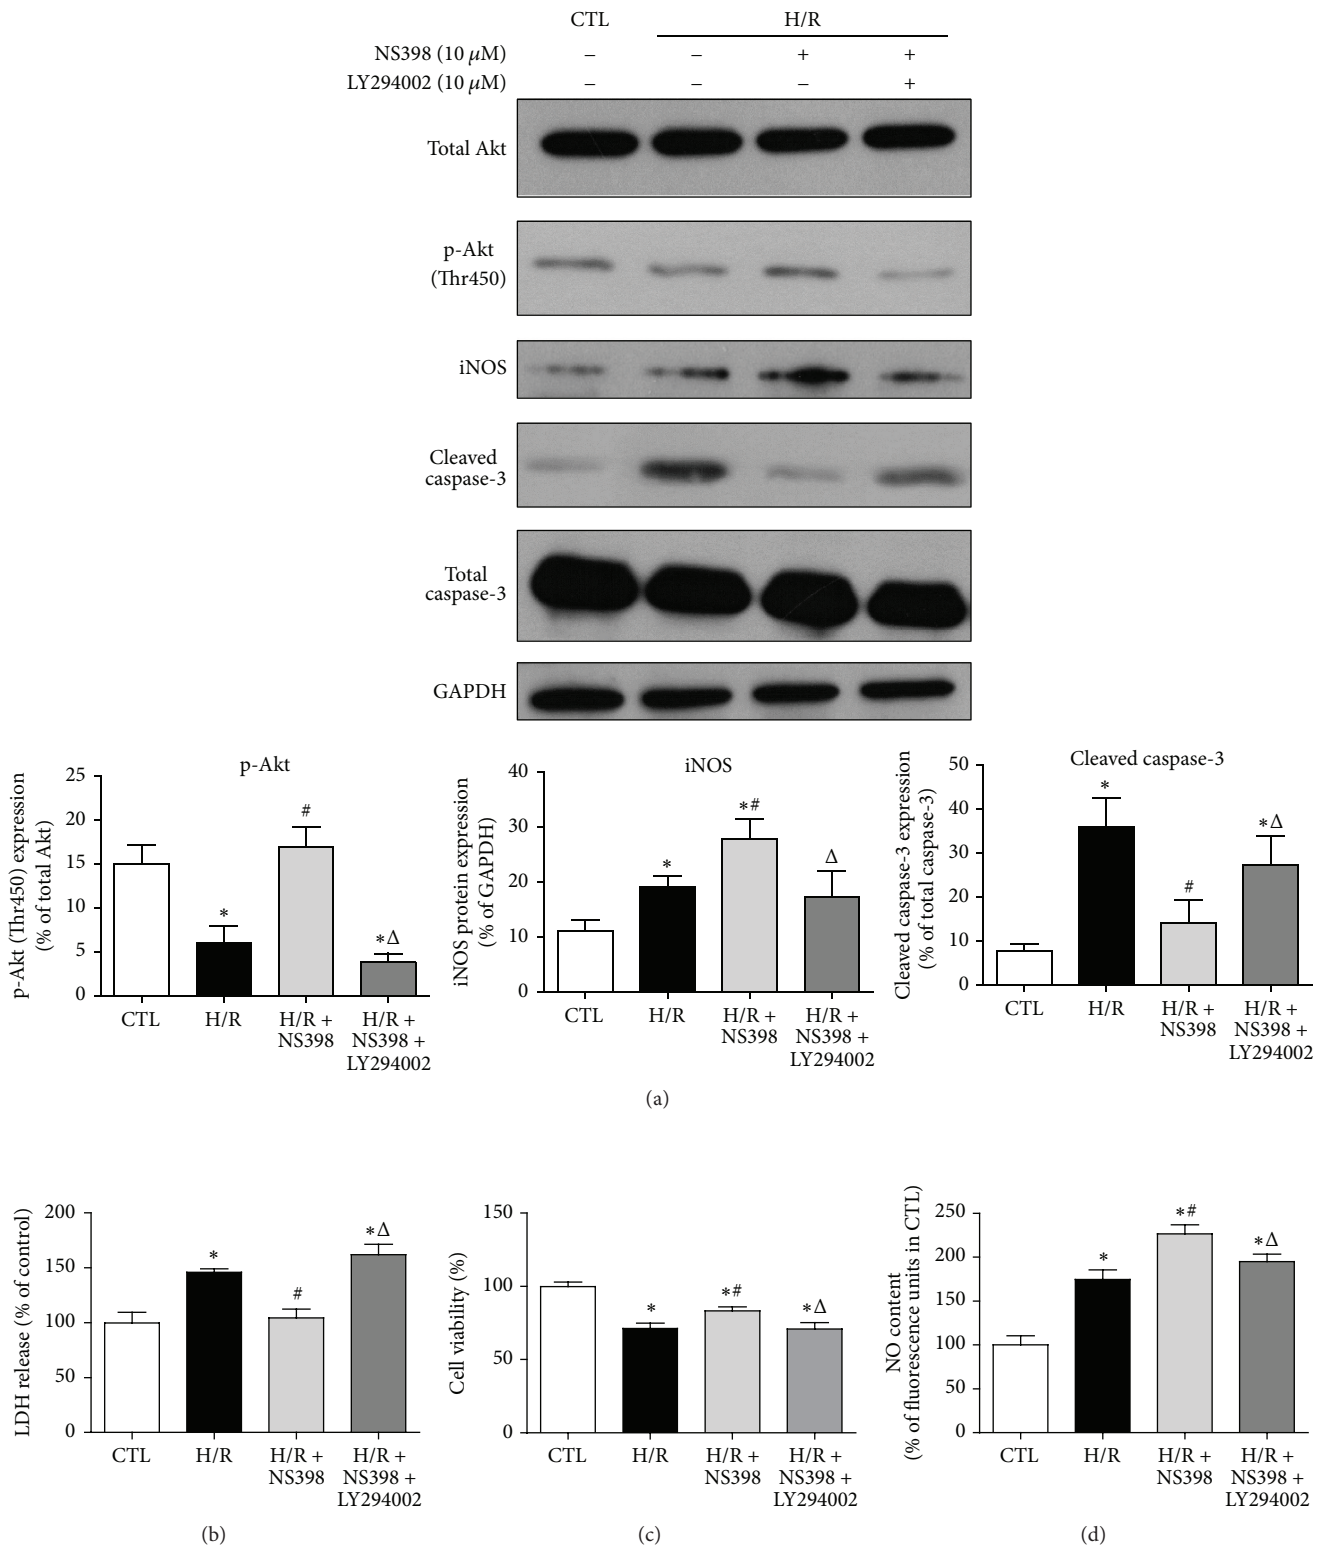 CTL H/R
NS398 (10 μM) – – + +
LY294002 (10 μM) – – – +
Total Akt
p-Akt
(Thr450)
iNOS
Cleaved
caspase-3
Total
caspase-3
GAPDH
p-Akt
p-Akt (Thr450) expression
(% of total Akt)
25
20
15
10
5
0
*
#
*Δ
CTL H/R H/R + H/R +
NS398 NS398 +
LY294002
iNOS
iNOS protein expression
(% of GAPDH)
40
30
20
10
0
*
*#
Δ
CTL H/R H/R + H/R +
NS398 NS398 +
LY294002
Cleaved caspase-3
Cleaved caspase-3 expression
(% of total caspase-3)
50
40
30
20
10
0
*
#
*Δ
CTL H/R H/R + H/R +
NS398 NS398 +
LY294002
(a)
LDH release (% of control)
200
150
100
50
0
*
#
*Δ
CTL H/R H/R + H/R +
NS398 NS398 +
LY294002
(b)
Cell viability (%)
150
100
50
0
*
*#
*Δ
CTL H/R H/R + H/R +
NS398 NS398 +
LY294002
(c)
NO content
(% of fluorescence units in CTL)
250
200
150
100
50
0
*
*#
*Δ
CTL H/R H/R + H/R +
NS398 NS398 +
LY294002
(d)